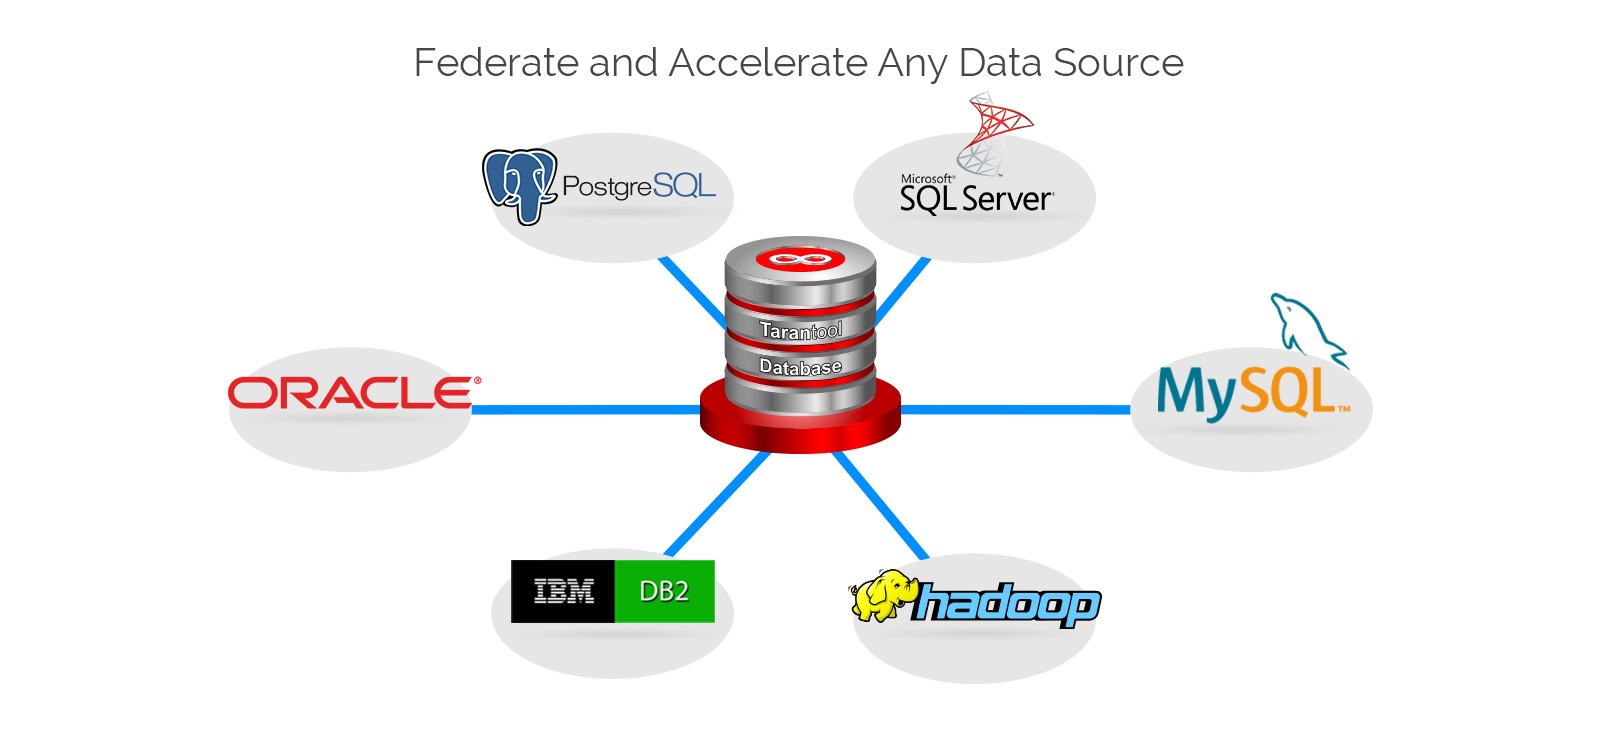 Federate and Accelerate Any Data Source
PostgreSQL
Microsoft®
SQL Server®
Tarantool
Database
ORACLE®
MySQL™
IBM DB2
hadoop